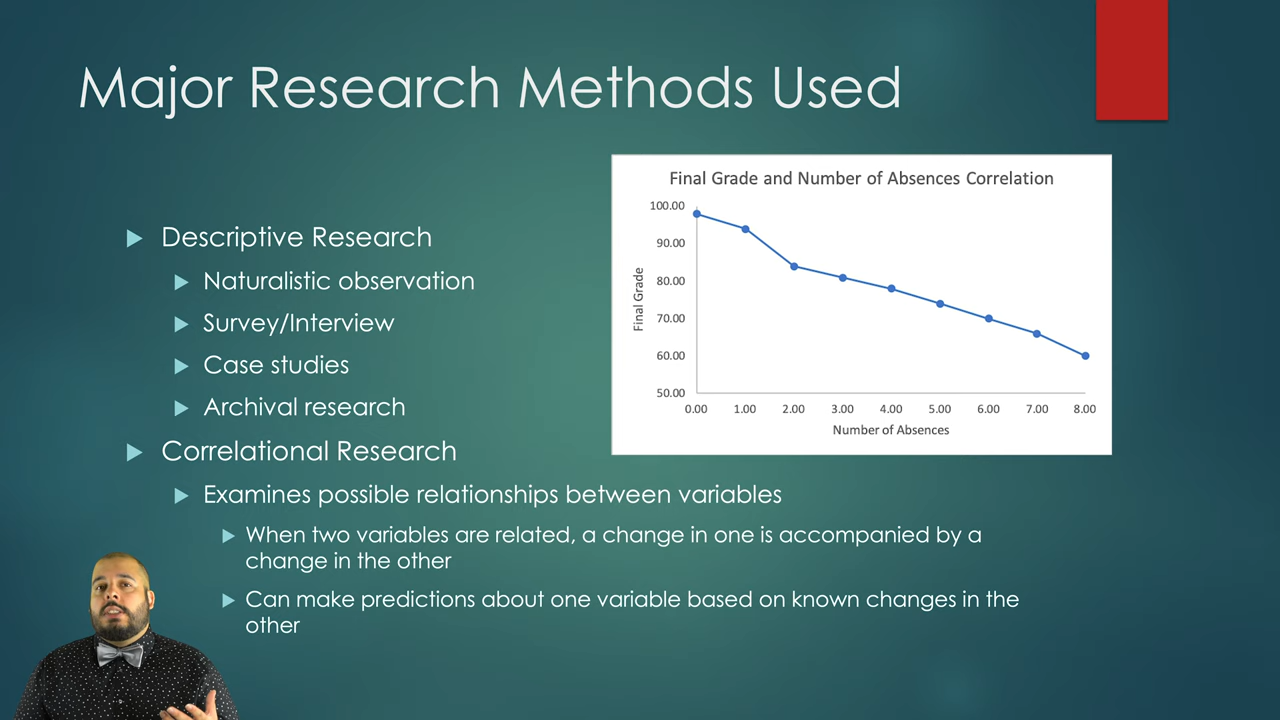 Major Research Methods Used
Descriptive Research
Naturalistic observation
Survey/Interview
Case studies
Archival research
Correlational Research
Examines possible relationships between variables
When two variables are related, a change in one is accompanied by a
change in the other
Can make predictions about one variable based on known changes in the
other
Final Grade and Number of Absences Correlation
Final Grade
100.00
90.00
80.00
70.00
60.00
50.00
0.00 1.00 2.00 3.00 4.00 5.00 6.00 7.00 8.00
Number of Absences